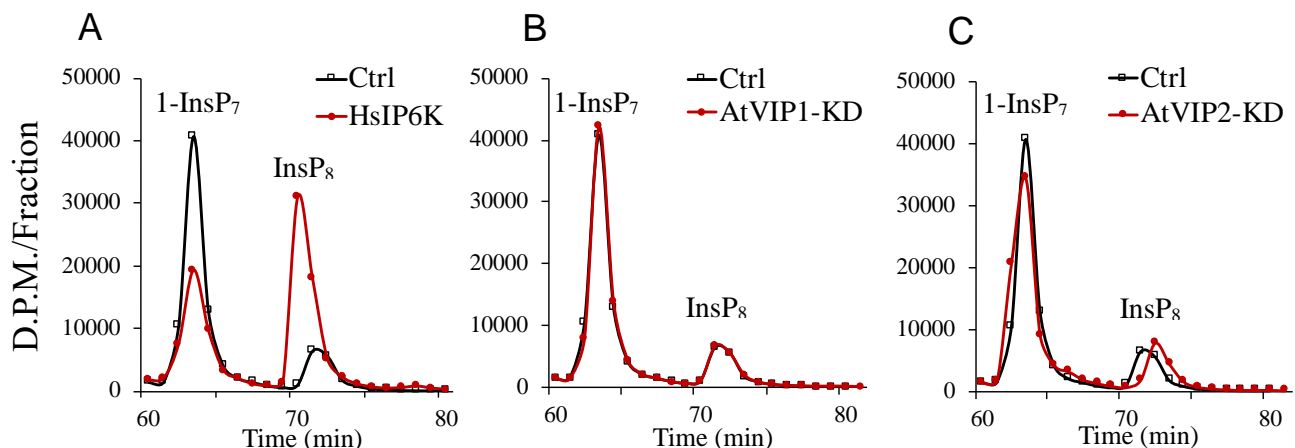 A
B
C
D.P.M./Fraction
50000
40000
30000
20000
10000
0
1-InsP₇
InsP₈
Ctrl
HsIP6K
60
70
80
Time (min)
50000
40000
30000
20000
10000
0
1-InsP₇
InsP₈
Ctrl
AtVIP1-KD
60
70
80
Time (min)
50000
40000
30000
20000
10000
0
1-InsP₇
InsP₈
Ctrl
AtVIP2-KD
60
70
80
Time (min)